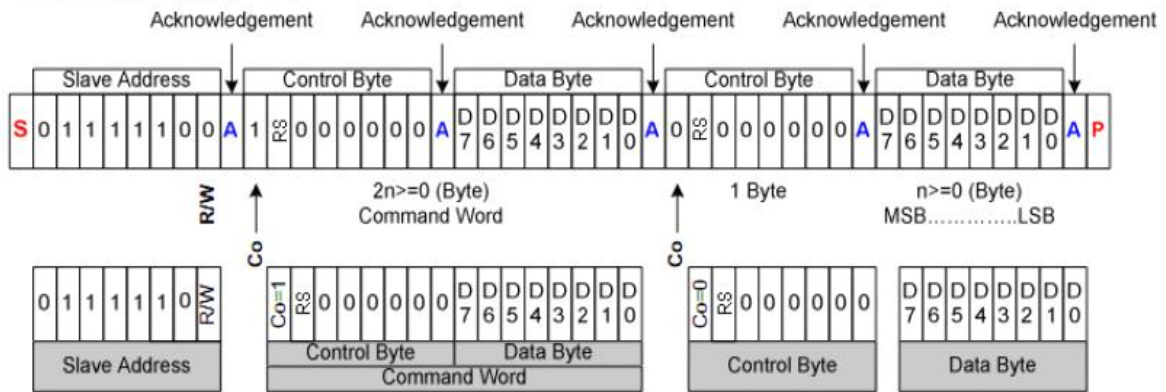 Acknowledgement Acknowledgement Acknowledgement Acknowledgement Acknowledgement
Slave Address Control Byte Data Byte Control Byte Data Byte
S 0 1 1 1 1 1 0 0 A 1 RS 0 0 0 0 0 0 A D7 D6 D5 D4 D3 D2 D1 D0 A 0 RS 0 0 0 0 0 0 A D7 D6 D5 D4 D3 D2 D1 D0 A P
R/W 2n>=0 (Byte) 1 Byte n>=0 (Byte)
Command Word MSB..............LSB
Co Co
0 1 1 1 1 1 0 R/W Co=1 RS 0 0 0 0 0 0 D7 D6 D5 D4 D3 D2 D1 D0 Co=0 RS 0 0 0 0 0 0 D7 D6 D5 D4 D3 D2 D1 D0
Slave Address Control Byte Data Byte Control Byte Data Byte
Command Word